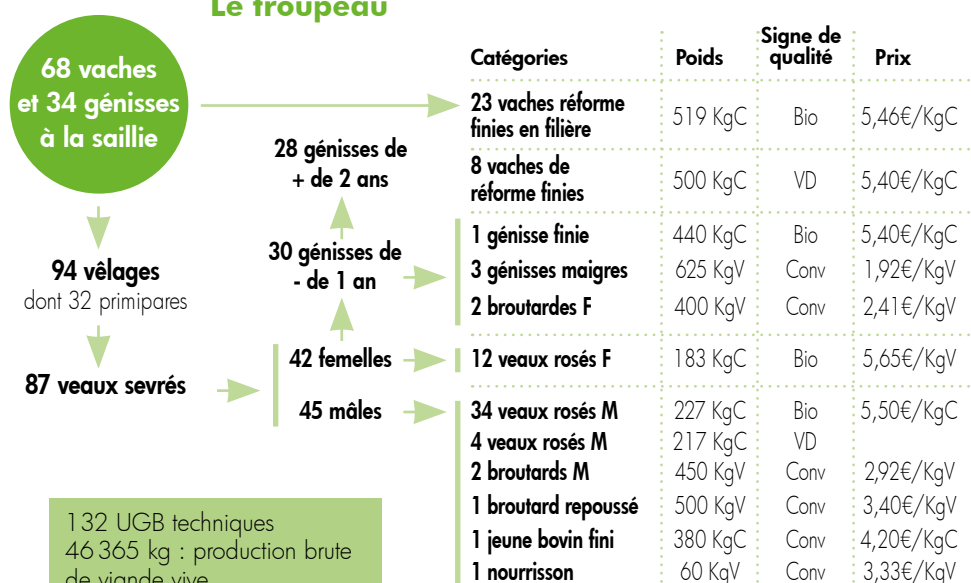 Le troupeau
68 vaches
et 34 génisses
à la saillie
94 vêlages
dont 32 primipares
87 veaux sevrés
28 génisses de
+ de 2 ans
30 génisses de
- de 1 an
42 femelles
45 mâles
Catégories Poids Signe de qualité Prix
23 vaches réforme
finies en filière 519 KgC Bio 5,46€/KgC
8 vaches de
réforme finies 500 KgC VD 5,40€/KgC
1 génisse finie 440 KgC Bio 5,40€/KgC
3 génisses maigres 625 KgV Conv 1,92€/KgV
2 broutardes F 400 KgV Conv 2,41€/KgV
12 veaux rosés F 183 KgC Bio 5,65€/KgV
34 veaux rosés M 227 KgC Bio 5,50€/KgC
4 veaux rosés M 217 KgC VD
2 broutards M 450 KgV Conv 2,92€/KgV
1 broutard repoussé 500 KgV Conv 3,40€/KgV
1 jeune bovin fini 380 KgC Conv 4,20€/KgC
1 nourrisson 60 KgV Conv 3,33€/KgV
132 UGB techniques
46 365 kg : production brute
de viande vive